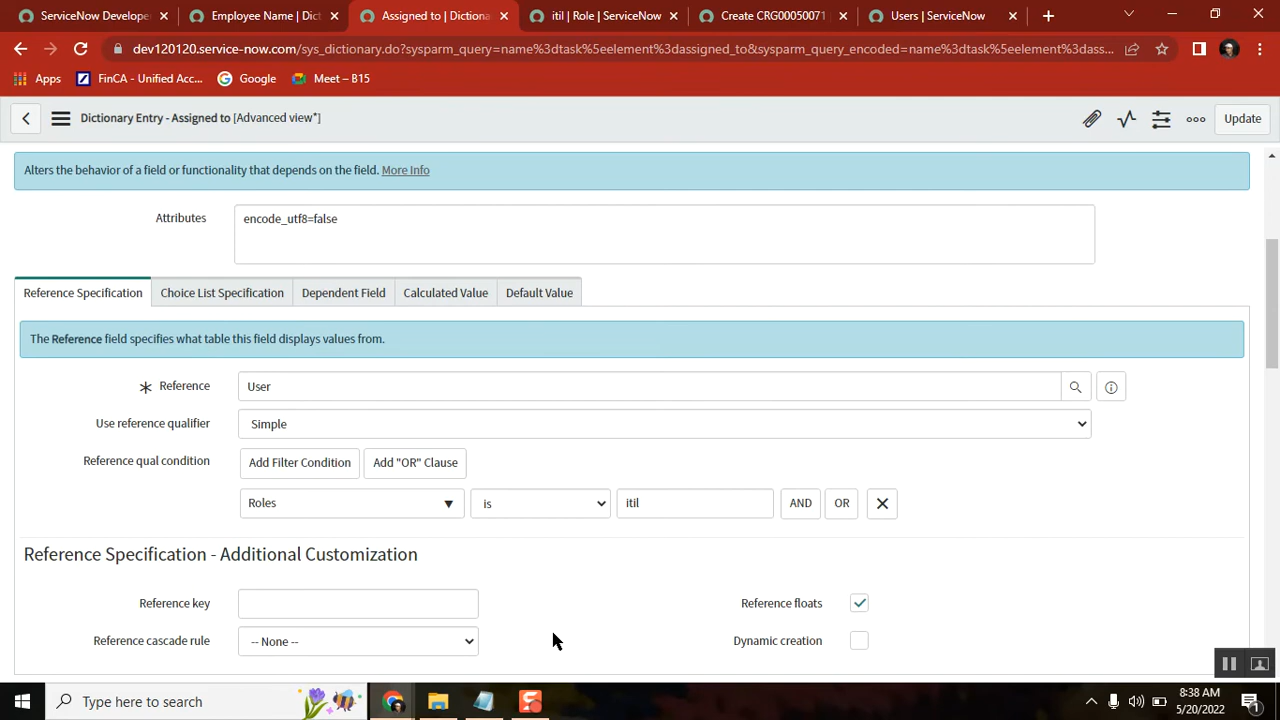 ServiceNow Develope
Employee Name | Dict
Assigned to | Dictiona
itil | Role | ServiceNow
Create CRG00050071
Users | ServiceNow
dev120120.service-now.com/sys_dictionary.do?sysparm_query=name%3dtask%5eelement%3dassigned_to&sysparm_query_encoded=name%3dtask%5eelement%3dass...
Apps
FinCA - Unified Acc...
Google
Meet – B15
Dictionary Entry - Assigned to [Advanced view*]
Update
Alters the behavior of a field or functionality that depends on the field. More Info
Attributes
encode_utf8=false
Reference Specification
Choice List Specification
Dependent Field
Calculated Value
Default Value
The Reference field specifies what table this field displays values from.
Reference
User
Use reference qualifier
Simple
Reference qual condition
Add Filter Condition
Add "OR" Clause
Roles
is
itil
AND
OR
Reference Specification - Additional Customization
Reference key
Reference floats
Reference cascade rule
-- None --
Dynamic creation
Type here to search
8:38 AM
5/20/2022
1